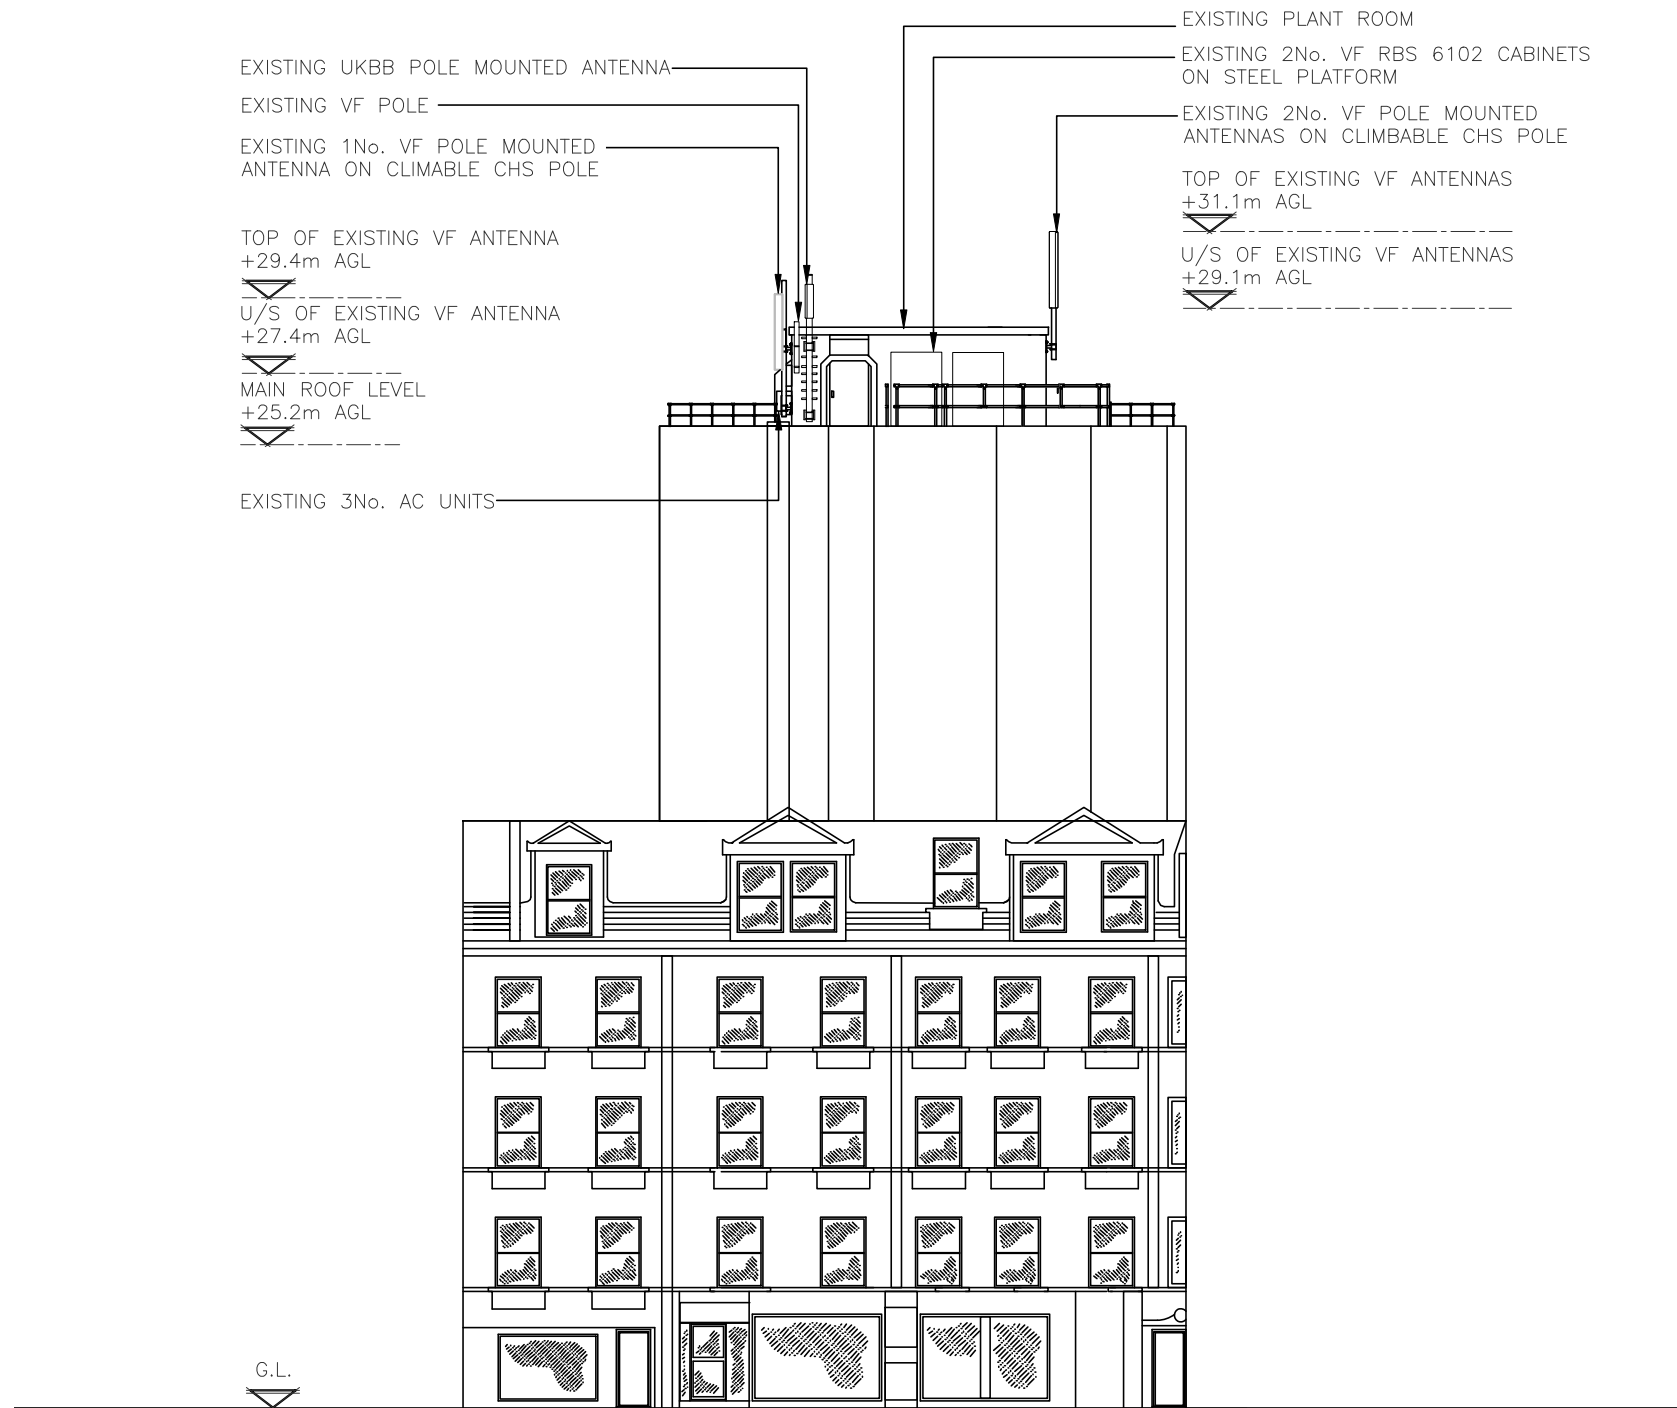 EXISTING UKBB POLE MOUNTED ANTENNA
EXISTING VF POLE
EXISTING 1No. VF POLE MOUNTED
ANTENNA ON CLIMABLE CHS POLE
TOP OF EXISTING VF ANTENNA
+29.4m AGL
U/S OF EXISTING VF ANTENNA
+27.4m AGL
MAIN ROOF LEVEL
+25.2m AGL
EXISTING 3No. AC UNITS
G.L.
EXISTING PLANT ROOM
EXISTING 2No. VF RBS 6102 CABINETS
ON STEEL PLATFORM
EXISTING 2No. VF POLE MOUNTED
ANTENNAS ON CLIMBABLE CHS POLE
TOP OF EXISTING VF ANTENNAS
+31.1m AGL
U/S OF EXISTING VF ANTENNAS
+29.1m AGL